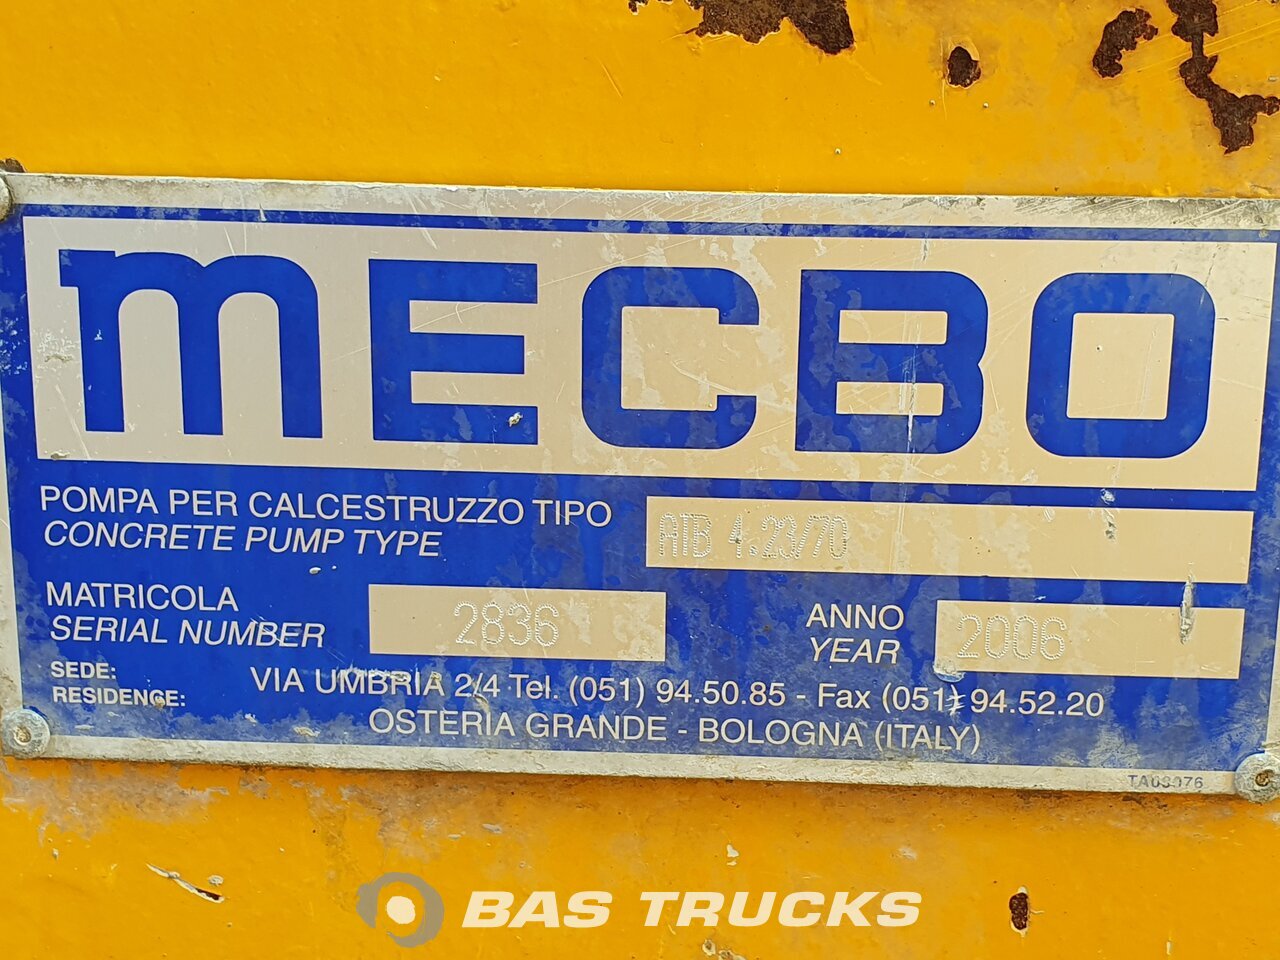 mECBO
POMPA PER CALCESTRUZZO TIPO
CONCRETE PUMP TYPE
ATB 4.23/70
MATRICOLA
SERIAL NUMBER
2836
ANNO
YEAR
2006
SEDE:
RESIDENGE:
VIA UMBRIA 2/4 Tel. (051) 94.50.85 - Fax (051) 94.52.20
OSTERIA GRANDE - BOLOGNA (ITALY)
BAS TRUCKS